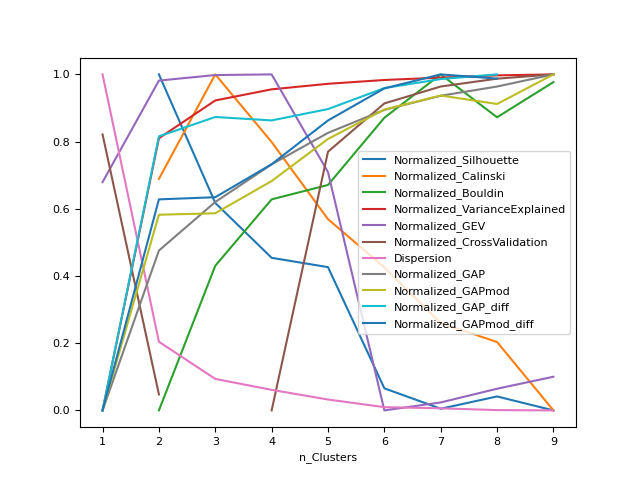 1.0
0.8
0.6
0.4
0.2
0.0
Normalized_Silhouette
Normalized_Calinski
Normalized_Bouldin
Normalized_VarianceExplained
Normalized_GEV
Normalized_CrossValidation
Dispersion
Normalized_GAP
Normalized_GAPmod
Normalized_GAP_diff
Normalized_GAPmod_diff
1 2 3 4 5 6 7 8 9
n_Clusters